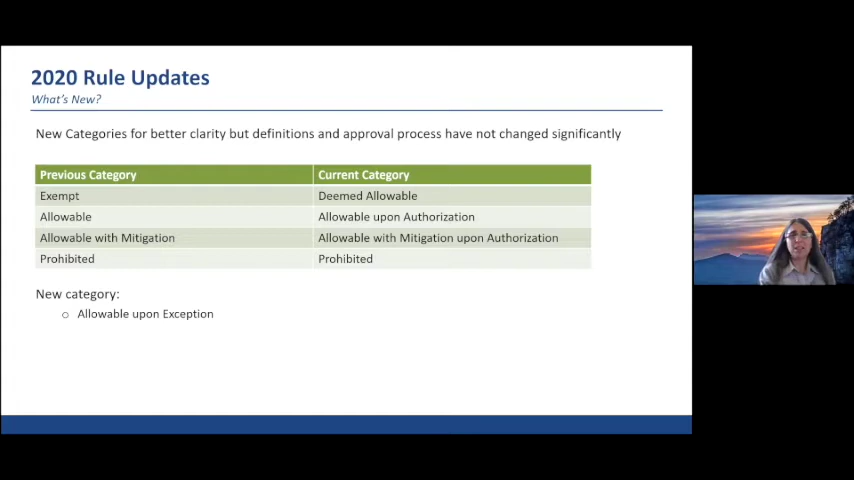 2020 Rule Updates
What's New?
New Categories for better clarity but definitions and approval process have not changed significantly
Previous Category Current Category
Exempt Deemed Allowable
Allowable Allowable upon Authorization
Allowable with Mitigation Allowable with Mitigation upon Authorization
Prohibited Prohibited
New category:
o Allowable upon Exception